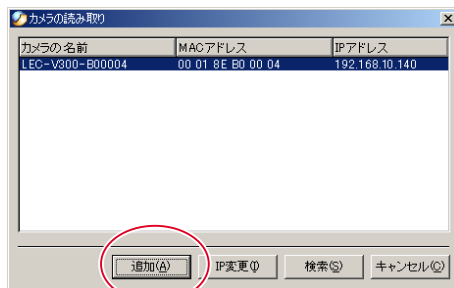 カメラの読み取り
カメラの名前 MACアドレス IPアドレス
LEC-V300-B00004 00 01 8E B0 00 04 192.168.10.140
追加(A) IP変更(I) 検索(S) キャンセル(C)